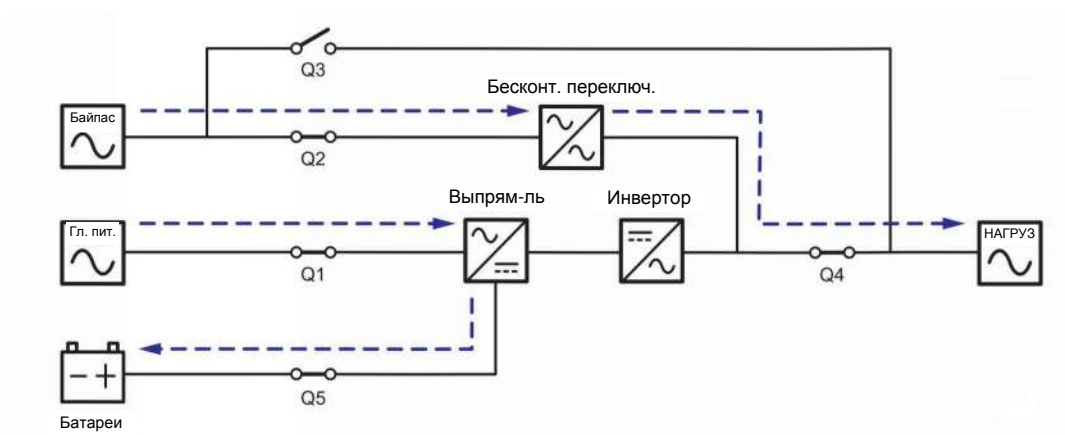 Q3
Бесконт. переключ.
Байпас
Q2
Выпрям-ль
Инвертор
Гл. пит.
НАГРУЗ
Q1
Q4
Q5
Батареи